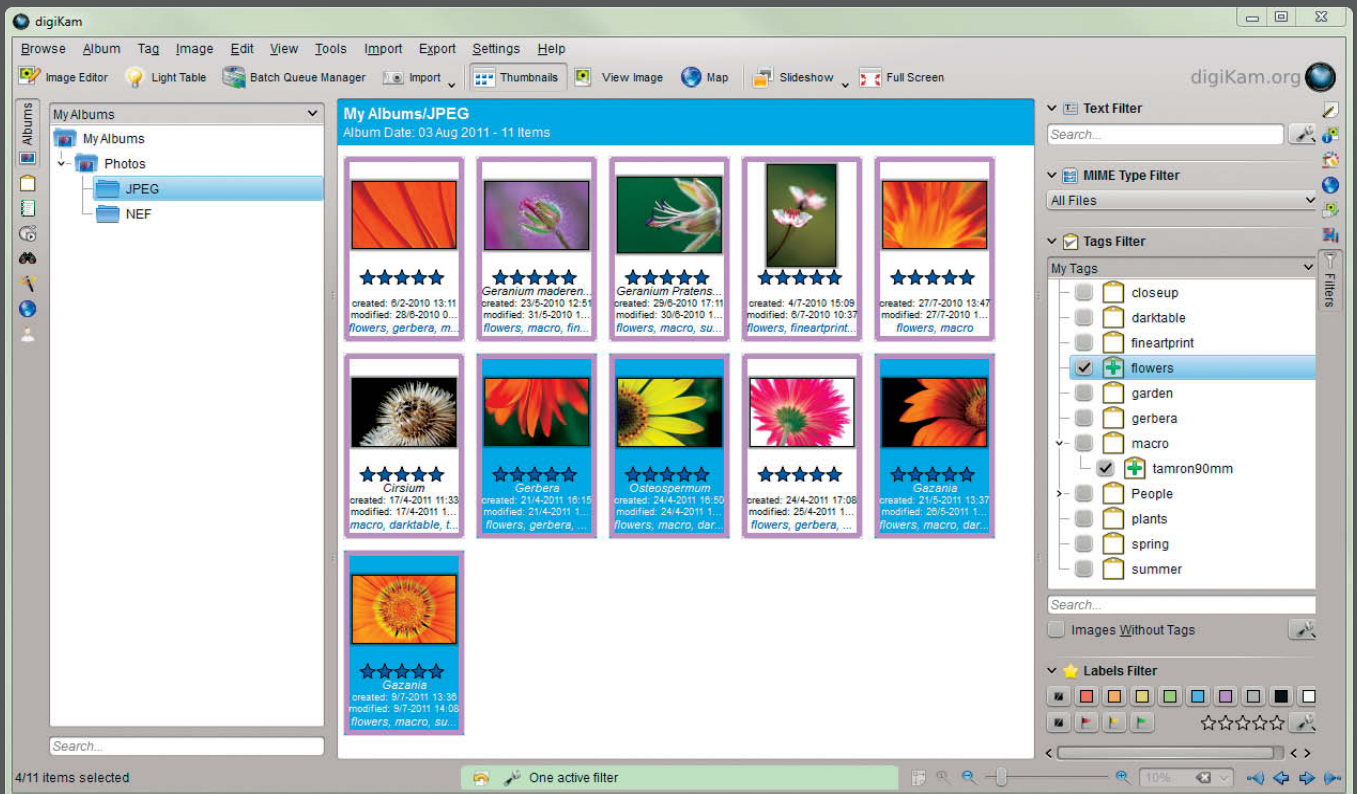 digiKam
Browse Album Tag Image Edit View Tools Import Export Settings Help
Image Editor Light Table Batch Queue Manager Import Thumbnails View Image Map Slideshow Full Screen digiKam.org
Albums
My Albums
My Albums
Photos
JPEG
NEF
Search...
My Albums/JPEG
Album Date: 03 Aug 2011 - 11 Items
created: 6/2-2010 13:11
modified: 28/6-2010 0...
flowers, gerbera, m...
Geranium maderen...
created: 23/5-2010 12:51
modified: 31/5-2010 1...
flowers, macro, fin...
Geranium Pratens...
created: 29/6-2010 17:11
modified: 30/6-2010 1...
flowers, macro, su...
created: 4/7-2010 15:09
modified: 6/7-2010 10:37
flowers, fineartprint...
created: 27/7-2010 13:47
modified: 27/7-2010 1...
flowers, macro
Cirsium
created: 17/4-2011 11:33
modified: 17/4-2011 1...
macro, darktable, t...
Gerbera
created: 21/4-2011 16:15
modified: 21/4-2011 1...
flowers, gerbera, ...
Osteospermum
created: 24/4-2011 16:50
modified: 24/4-2011 1...
flowers, macro, dar...
created: 24/4-2011 17:08
modified: 25/4-2011 1...
flowers, gerbera, ...
Gazania
created: 21/5-2011 13:37
modified: 26/5-2011 1...
flowers, macro, dar...
Gazania
created: 9/7-2011 13:36
modified: 9/7-2011 14:08
flowers, macro, su...
Text Filter
Search...
MIME Type Filter
All Files
Tags Filter
My Tags
closeup
darktable
fineartprint
flowers
garden
gerbera
macro
tamron90mm
People
plants
spring
summer
Search...
Images Without Tags
Labels Filter
Filters
4/11 items selected
One active filter
10%